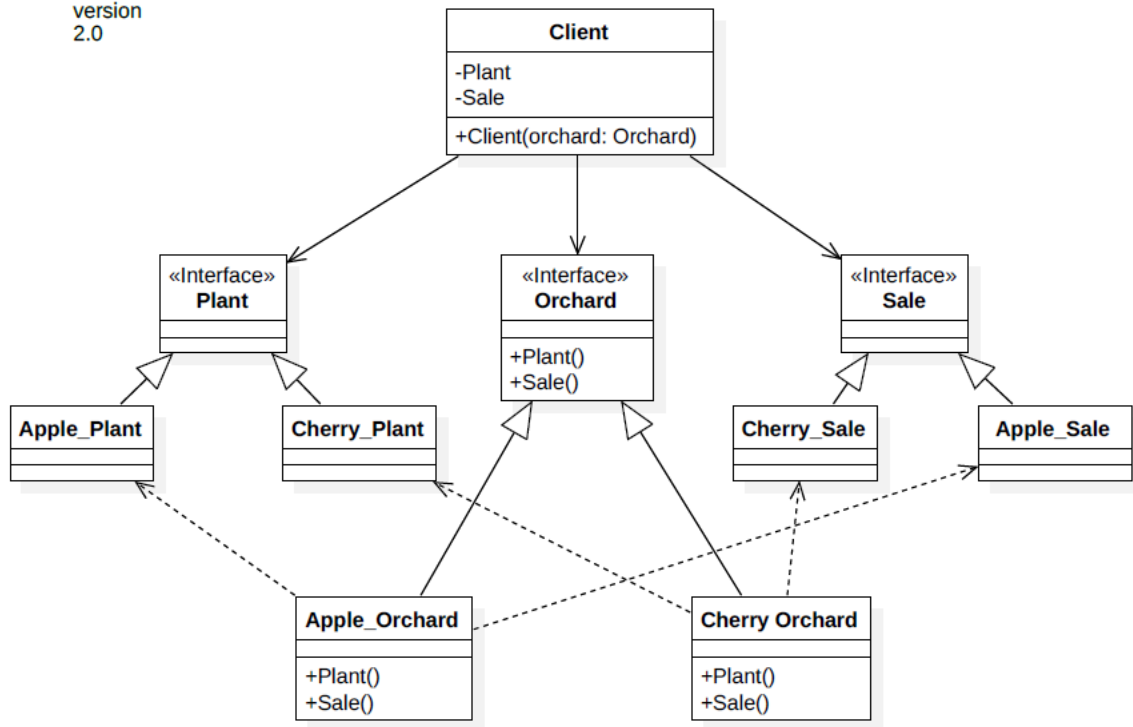 version
2.0
Client
-Plant
-Sale
+Client(orchard: Orchard)
«Interface»
Plant
«Interface»
Orchard
+Plant()
+Sale()
«Interface»
Sale
Apple_Plant
Cherry_Plant
Cherry_Sale
Apple_Sale
Apple_Orchard
+Plant()
+Sale()
Cherry Orchard
+Plant()
+Sale()